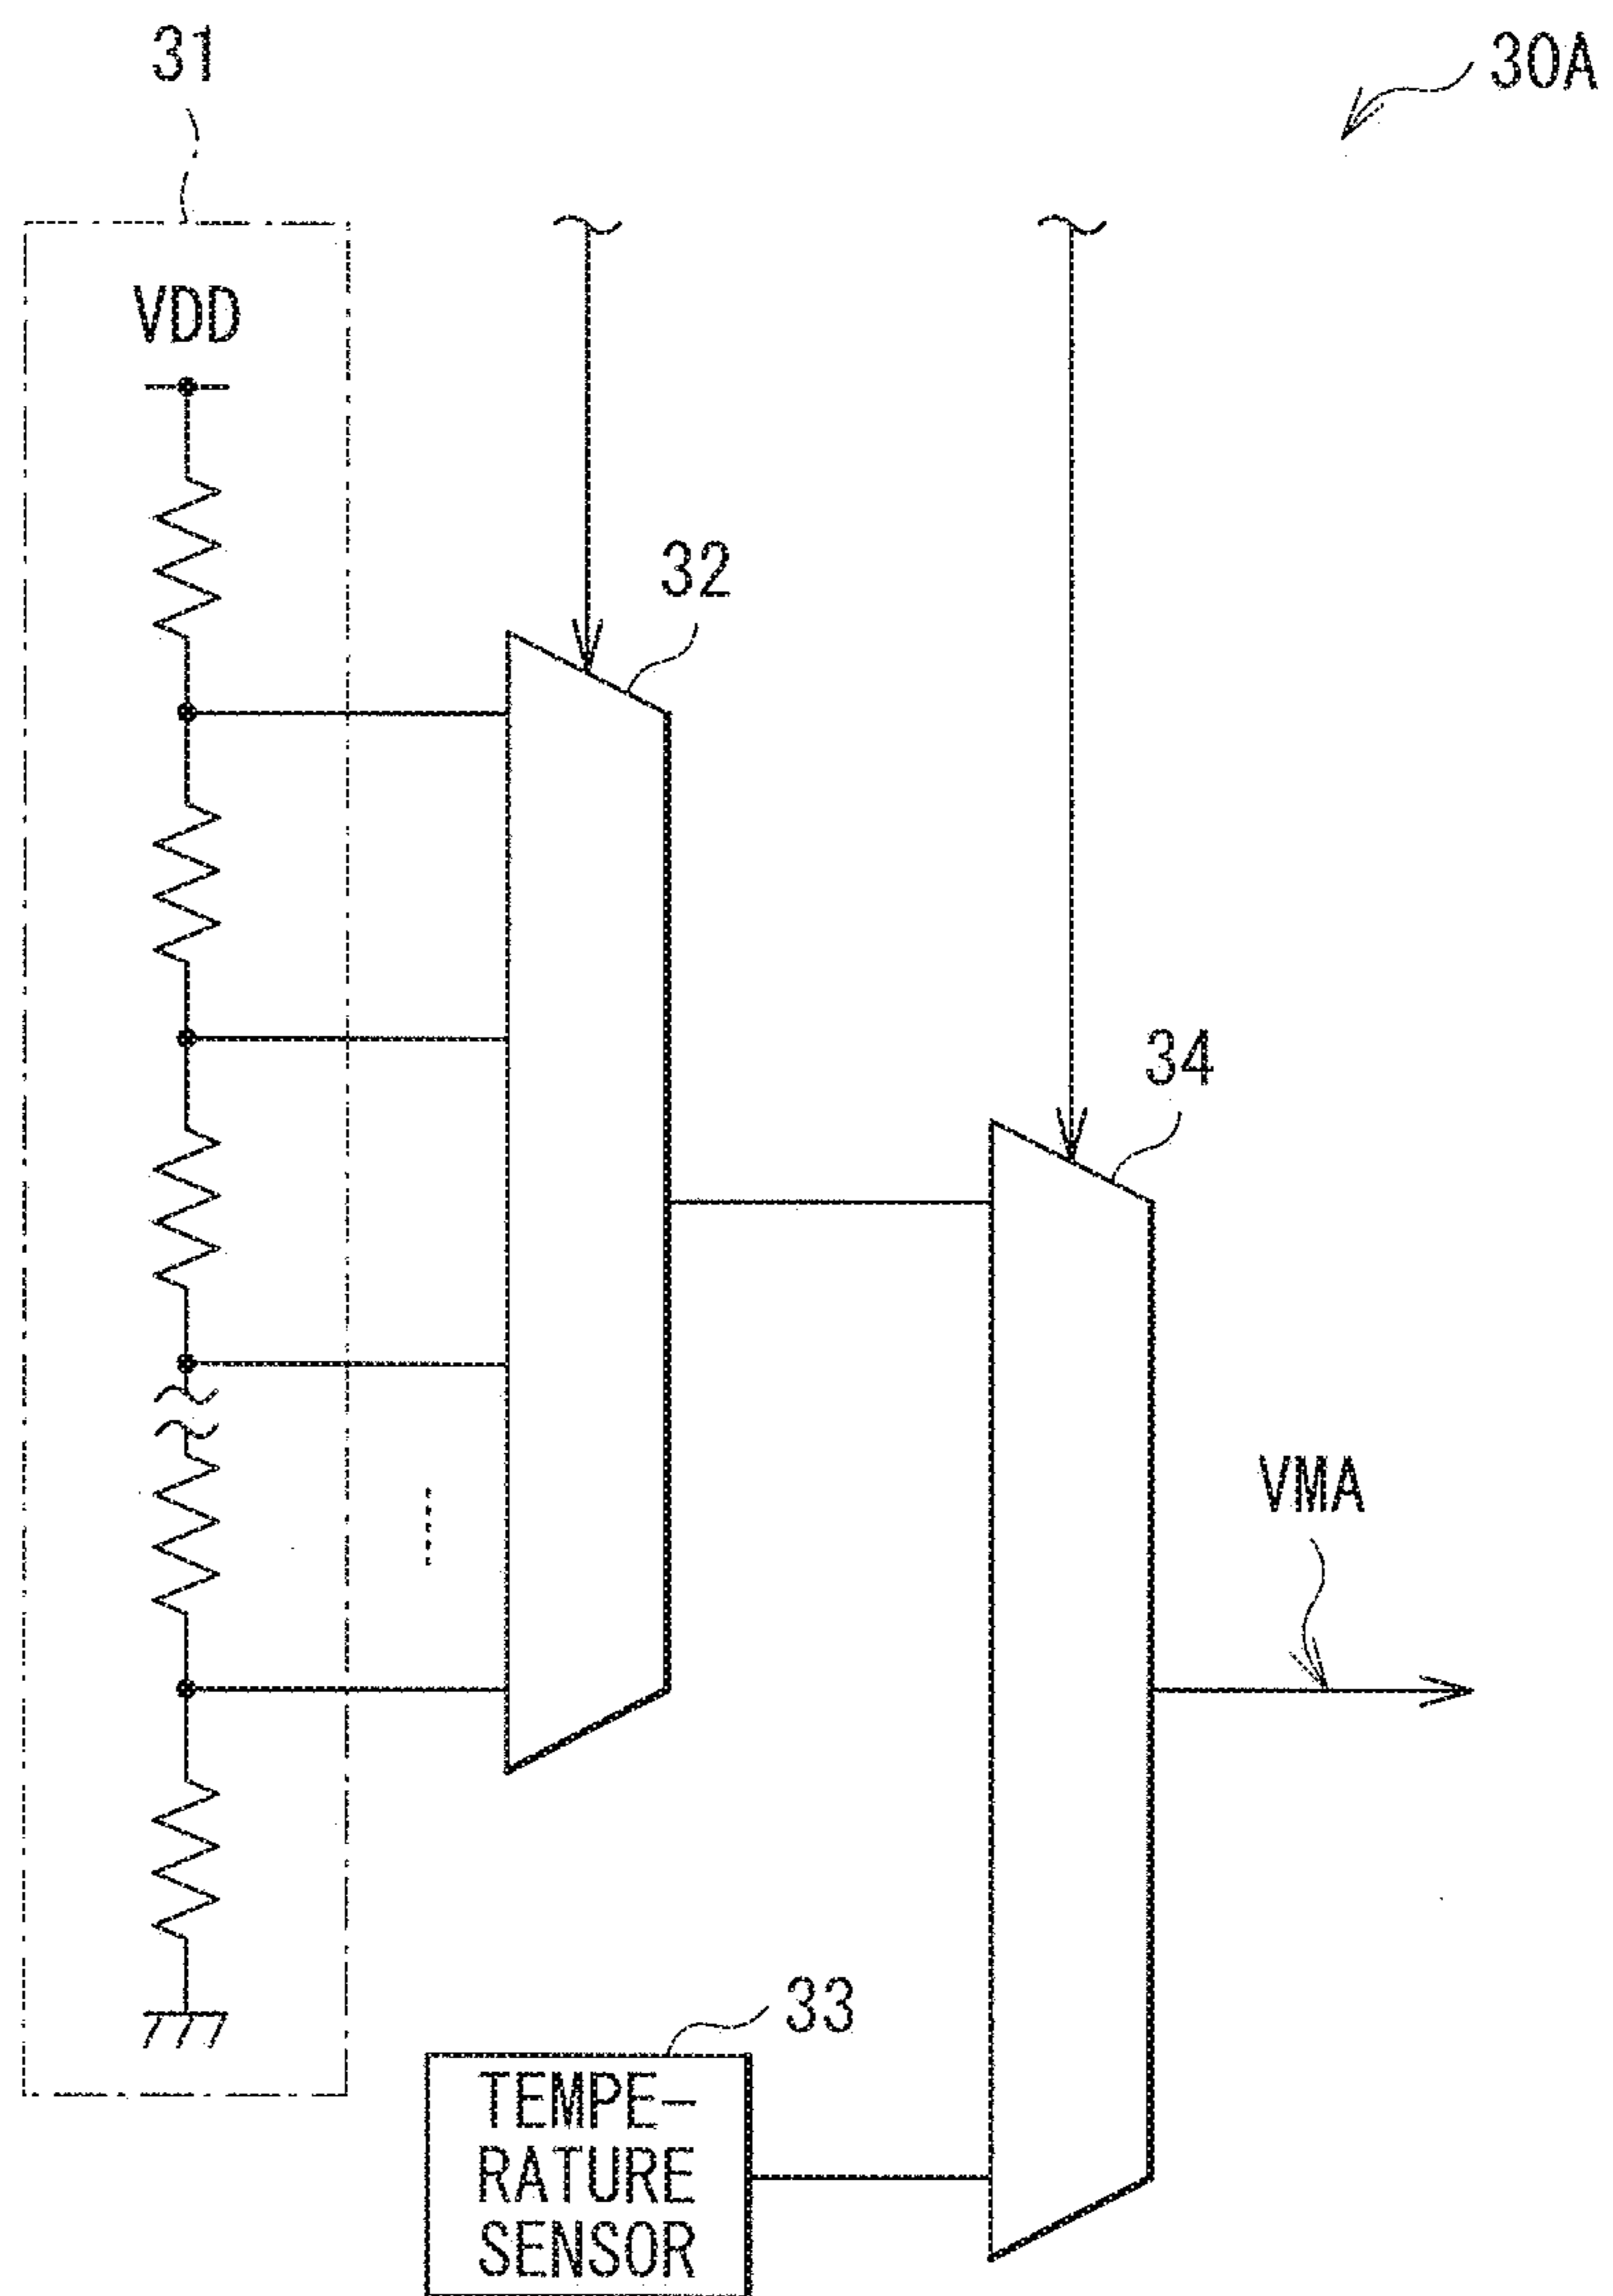 31
30A
VDD
32
34
VMA
33
TEMPE-
RATURE
SENSOR